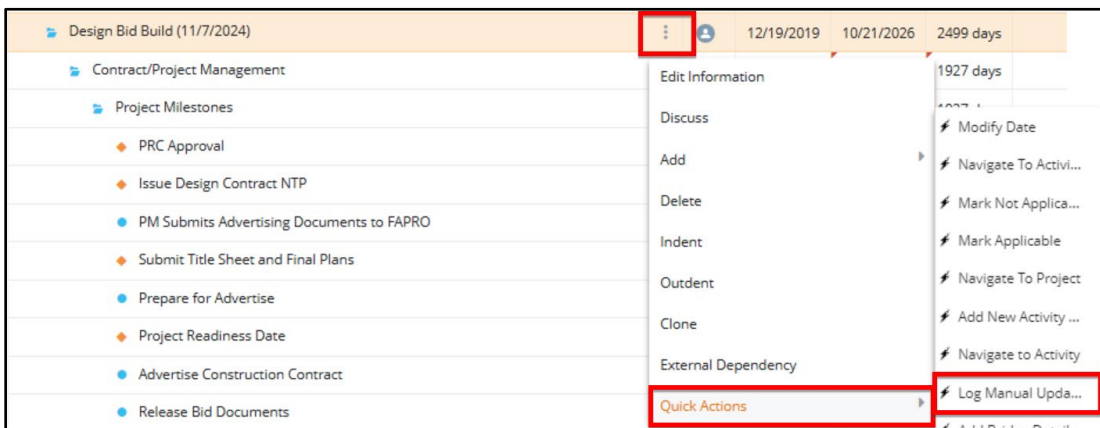 Design Bid Build (11/7/2024) 12/19/2019 10/21/2026 2499 days
Contract/Project Management 1927 days
Project Milestones
PRC Approval
Issue Design Contract NTP
PM Submits Advertising Documents to FAPRO
Submit Title Sheet and Final Plans
Prepare for Advertise
Project Readiness Date
Advertise Construction Contract
Release Bid Documents
Edit Information
Discuss
Add
Delete
Indent
Outdent
Clone
External Dependency
Quick Actions
Modify Date
Navigate To Activi...
Mark Not Applica...
Mark Applicable
Navigate To Project
Add New Activity ...
Navigate to Activity
Log Manual Upda...